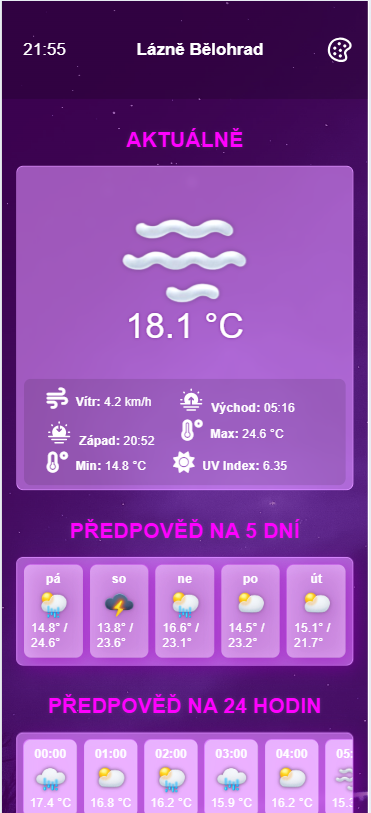 21:55 Lázně Bělohrad
AKTUÁLNĚ
18.1 °C
Vítr: 4.2 km/h
Východ: 05:16
Západ: 20:52
Max: 24.6 °C
Min: 14.8 °C
UV Index: 6.35
PŘEDPOVĚĎ NA 5 DNÍ
pá so ne po út
14.8° / 13.8° / 16.6° / 14.5° / 15.1° /
24.6° 23.6° 23.1° 23.2° 21.7°
PŘEDPOVĚĎ NA 24 HODIN
00:00 01:00 02:00 03:00 04:00 05:
17.4 °C 16.8 °C 16.2 °C 15.9 °C 16.2 °C 15.